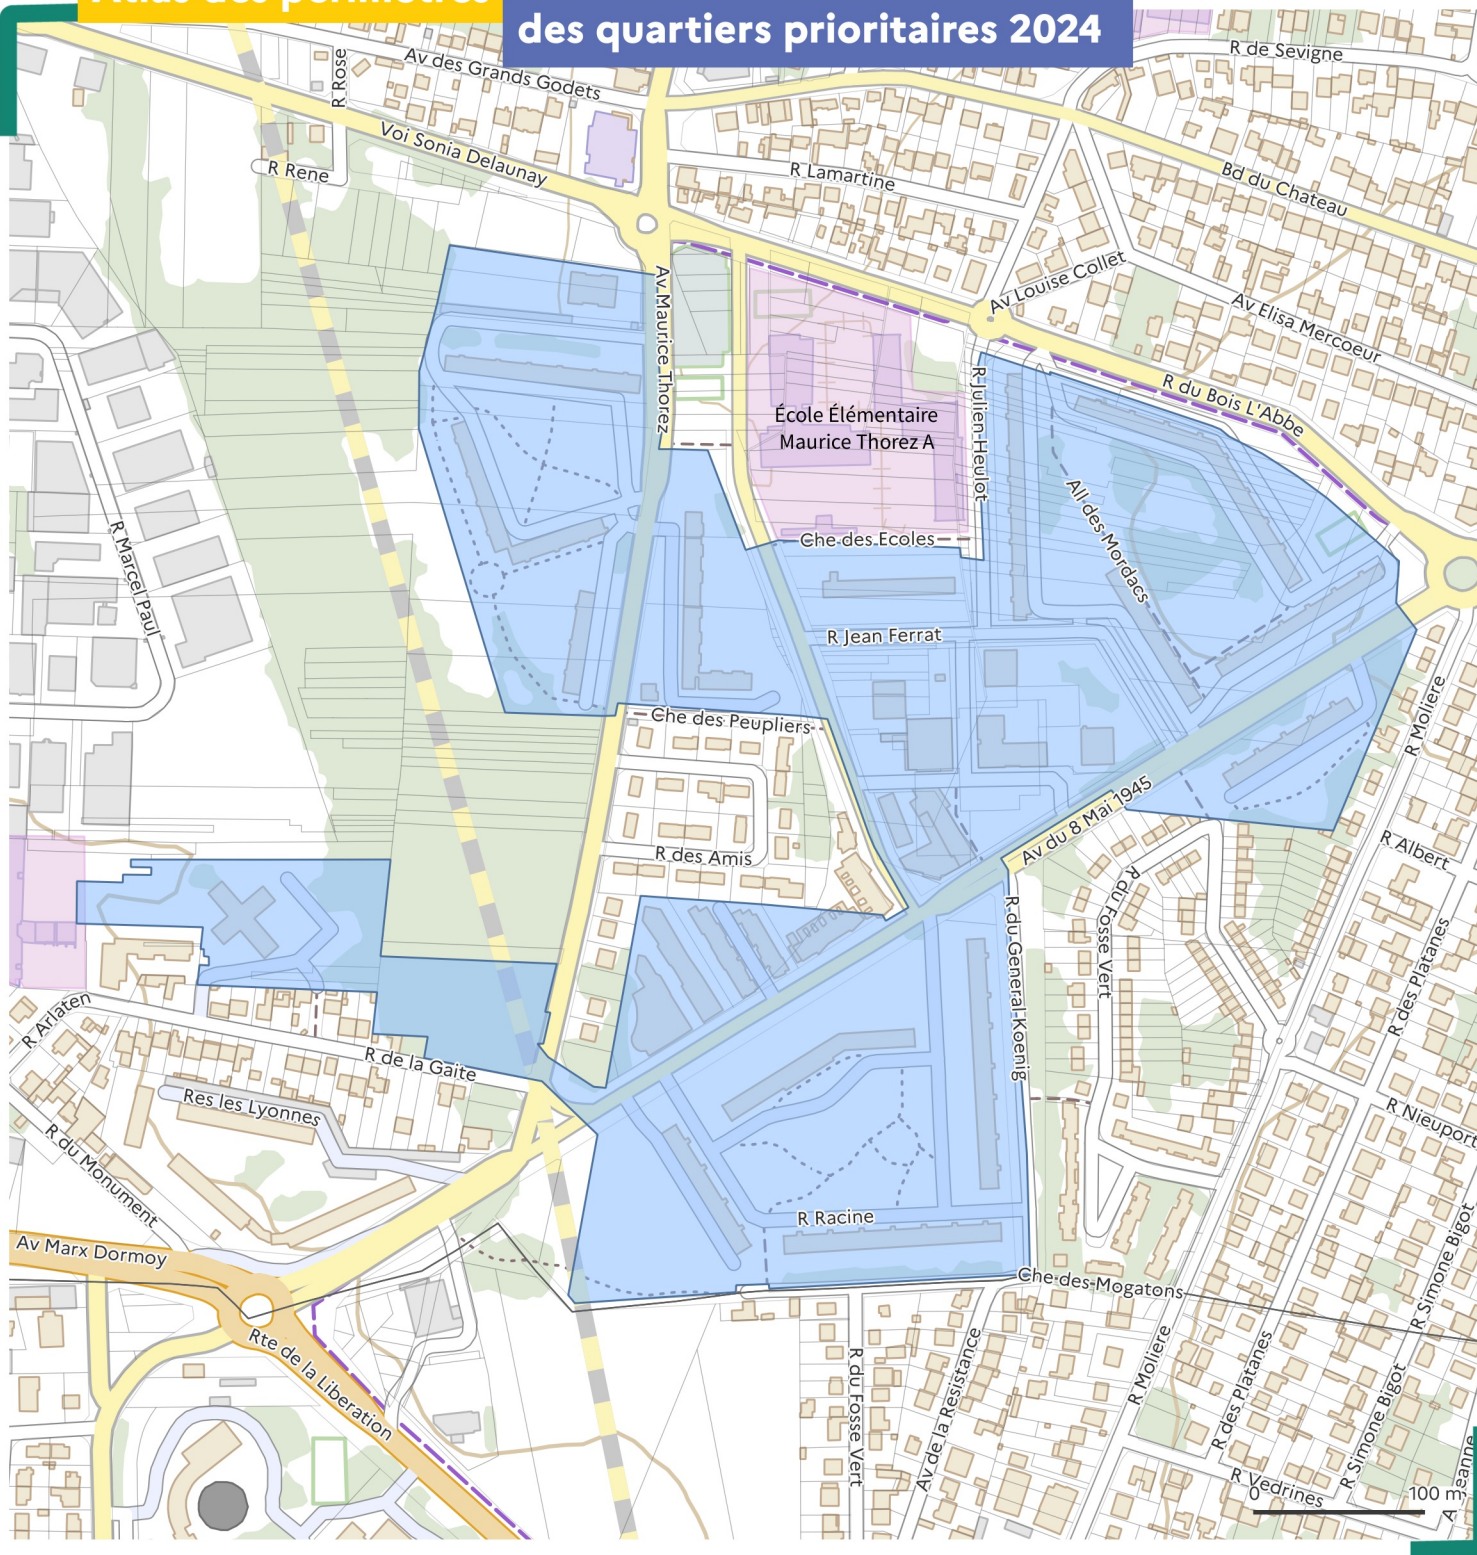 Atlas des périmètres
des quartiers prioritaires 2024
R de Sevigne
Av des Grands Godets
R Rose
Voi Sonia Delaunay
R Rene
R Lamartine
Bd du Chateau
Av Louise Collet
Av Elisa Mercoeur
Av Maurice Thorez
R Julien Heulot
R du Bois L'Abbe
École Élémentaire
Maurice Thorez A
All des Mordacs
Che des Ecoles
R Marcel Paul
R Jean Ferrat
R Moliere
Che des Peupliers
Av du 8 Mai 1945
R Albert
R des Amis
R du Fosse Vert
R du General Koenig
R des Platanes
R Arlaten
R de la Gaite
Res les Lyonnes
R Nieuport
R du Monument
R Racine
R Simone Bigot
Av Marx Dormoy
Che des Mogatons
Rte de la Liberation
R du Fosse Vert
Av de la Resistance
R Moliere
R des Platanes
R Simone Bigot
R Vedrines
0
100 m